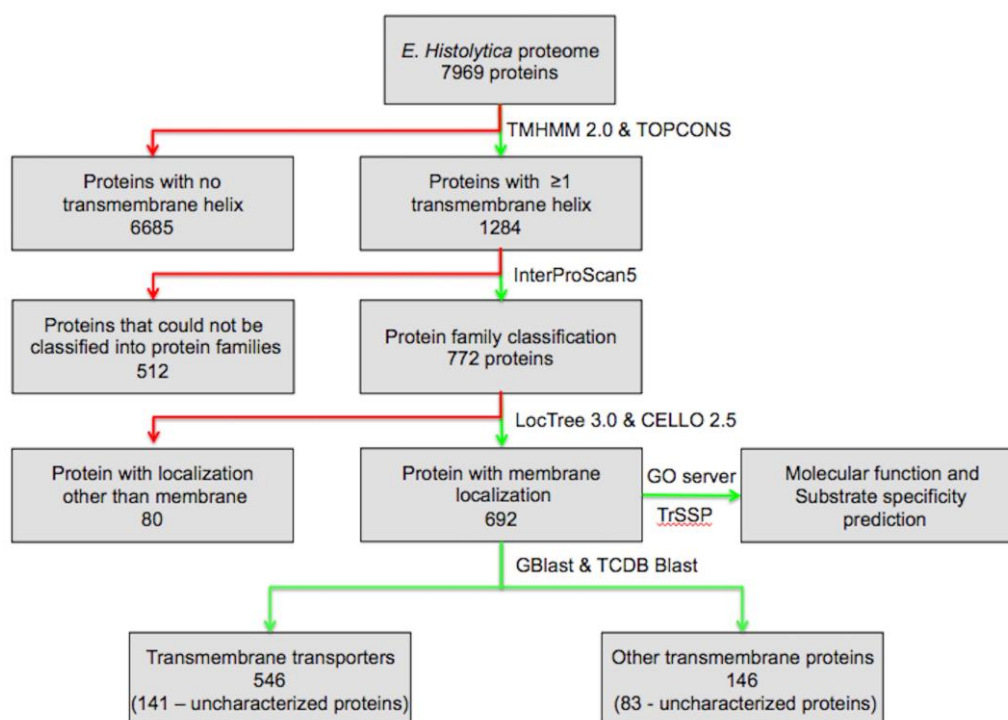 E. Histolytica proteome
7969 proteins
TMHMM 2.0 & TOPCONS
Proteins with no
transmembrane helix
6685
Proteins with ≥1
transmembrane helix
1284
InterProScan5
Proteins that could not be
classified into protein families
512
Protein family classification
772 proteins
LocTree 3.0 & CELLO 2.5
Protein with localization
other than membrane
80
Protein with membrane
localization
692
GO server
TrSSP
Molecular function and
Substrate specificity
prediction
GBlast & TCDB Blast
Transmembrane transporters
546
(141 – uncharacterized proteins)
Other transmembrane proteins
146
(83 - uncharacterized proteins)